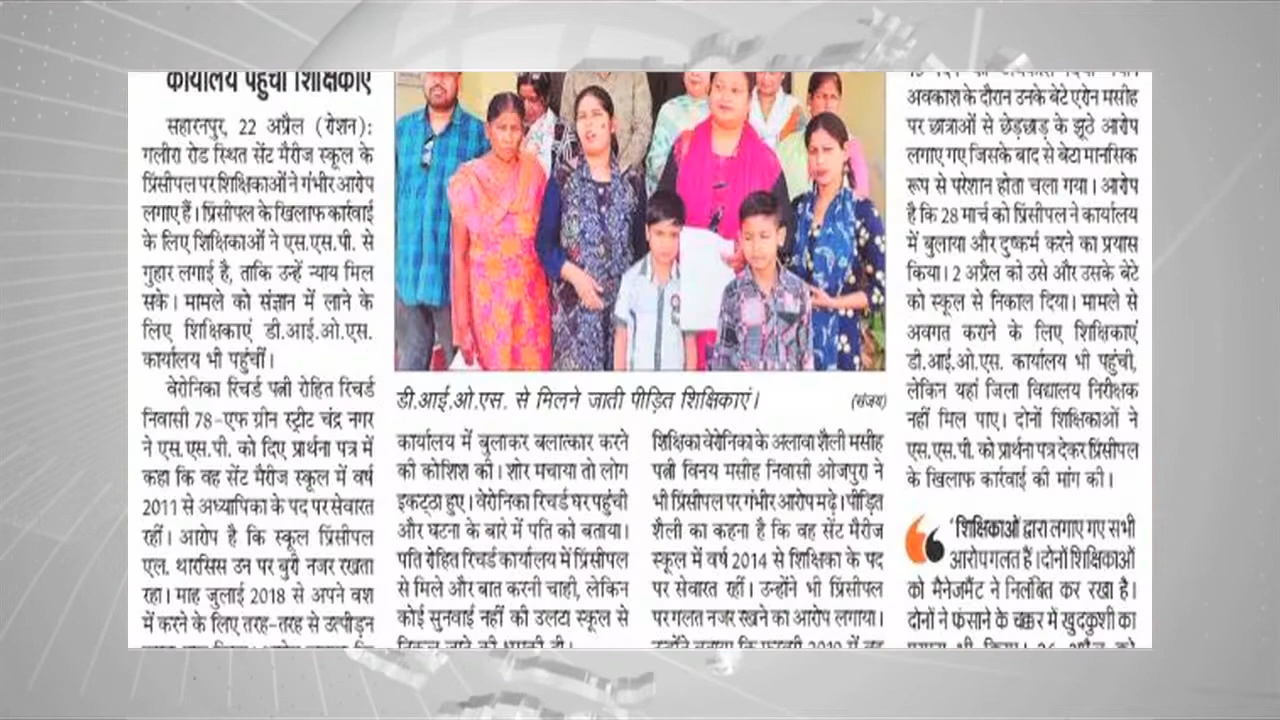 कार्यालय पहुंची शिक्षिकाएं
सहारनपुर, 22 अप्रैल (रोशन):
गलीरा रोड स्थित सेंट मैरीज स्कूल के
प्रिंसीपल पर शिक्षिकाओं ने गंभीर आरोप
लगाए हैं। प्रिंसीपल के खिलाफ कार्रवाई
के लिए शिक्षिकाओं ने एस.एस.पी. से
गुहार लगाई है, ताकि उन्हें न्याय मिल
सके। मामले को संज्ञान में लाने के
लिए शिक्षिकाएं डी.आई.ओ.एस.
कार्यालय भी पहुंचीं।
वेरोनिका रिचर्ड पत्नी रोहित रिचर्ड
निवासी 78-एफ ग्रीन स्ट्रीट चंद्र नगर
ने एस.एस.पी. को दिए प्रार्थना पत्र में
कहा कि वह सेंट मैरीज स्कूल में वर्ष
2011 से अध्यापिका के पद पर सेवारत
रहीं। आरोप है कि स्कूल प्रिंसीपल
एल. थारसिस उन पर बुरी नजर रखता
रहा। माह जुलाई 2018 से अपने वश
में करने के लिए तरह-तरह से उत्पीड़न
डी.आई.ओ.एस. से मिलने जाती पीड़ित शिक्षिकाएं। (संजय)
कार्यालय में बुलाकर बलात्कार करने
की कोशिश की। शोर मचाया तो लोग
इकट्ठा हुए। वेरोनिका रिचर्ड घर पहुंची
और घटना के बारे में पति को बताया।
पति रोहित रिचर्ड कार्यालय में प्रिंसीपल
से मिले और बात करनी चाही, लेकिन
कोई सुनवाई नहीं की उलटा स्कूल से
निकाल जाने की धमकी दी।
शिक्षिका वेरोनिका के अलावा शैली मसीह
पत्नी विनय मसीह निवासी ओजपुरा ने
भी प्रिंसीपल पर गंभीर आरोप मढ़े। पीड़ित
शैली का कहना है कि वह सेंट मैरीज
स्कूल में वर्ष 2014 से शिक्षिका के पद
पर सेवारत रहीं। उन्होंने भी प्रिंसीपल
पर गलत नजर रखने का आरोप लगाया।
उन्होंने बताया कि फरवरी 2019 में वह
अवकाश के दौरान उनके बेटे एरोन मसीह
पर छात्राओं से छेड़छाड़ के झूठे आरोप
लगाए गए जिसके बाद से बेटा मानसिक
रूप से परेशान होता चला गया। आरोप
है कि 28 मार्च को प्रिंसीपल ने कार्यालय
में बुलाया और दुष्कर्म करने का प्रयास
किया। 2 अप्रैल को उसे और उसके बेटे
को स्कूल से निकाल दिया। मामले से
अवगत कराने के लिए शिक्षिकाएं
डी.आई.ओ.एस. कार्यालय भी पहुंची,
लेकिन यहां जिला विद्यालय निरीक्षक
नहीं मिल पाए। दोनों शिक्षिकाओं ने
एस.एस.पी. को प्रार्थना पत्र देकर प्रिंसीपल
के खिलाफ कार्रवाई की मांग की।
'शिक्षिकाओं द्वारा लगाए गए सभी
आरोप गलत हैं। दोनों शिक्षिकाओं
को मैनेजमैंट ने निलंबित कर रखा है।
दोनों ने फंसाने के चक्कर में खुदकुशी का